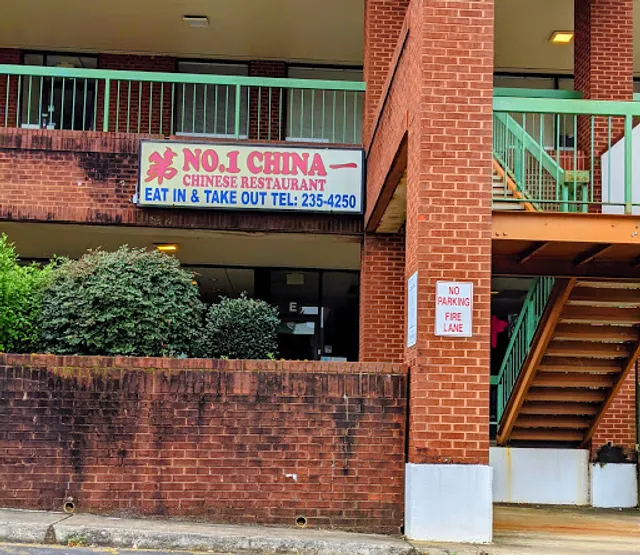 第 NO.1 CHINA 一
CHINESE RESTAURANT
EAT IN & TAKE OUT TEL: 235-4250
E
NO
PARKING
FIRE
LANE